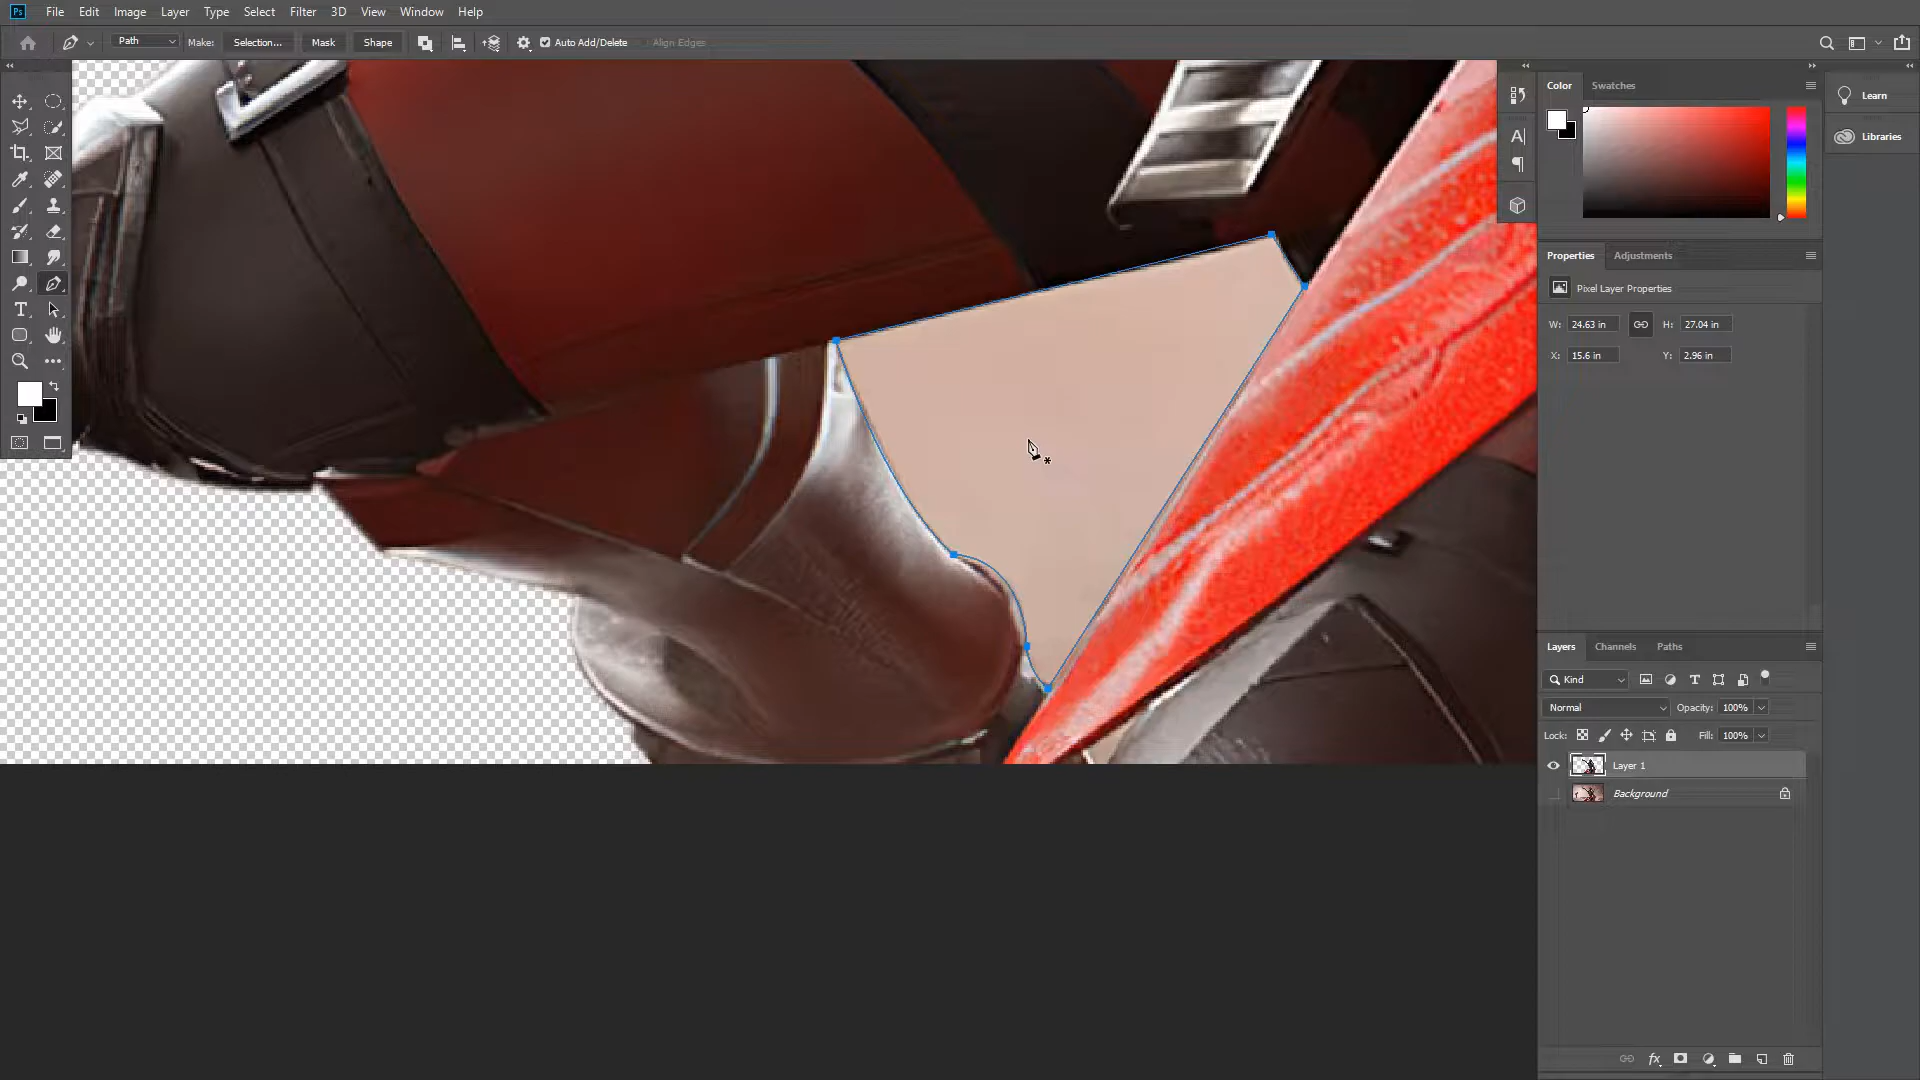 Ps File Edit Image Layer Type Select Filter 3D View Window Help
Path Make: Selection... Mask Shape Auto Add/Delete Align Edges
Color Swatches
Learn
Libraries
Properties Adjustments
Pixel Layer Properties
W: 24.63 in H: 27.04 in
X: 15.6 in Y: 2.96 in
Layers Channels Paths
Kind
Normal Opacity: 100%
Lock: Fill: 100%
Layer 1
Background
fx